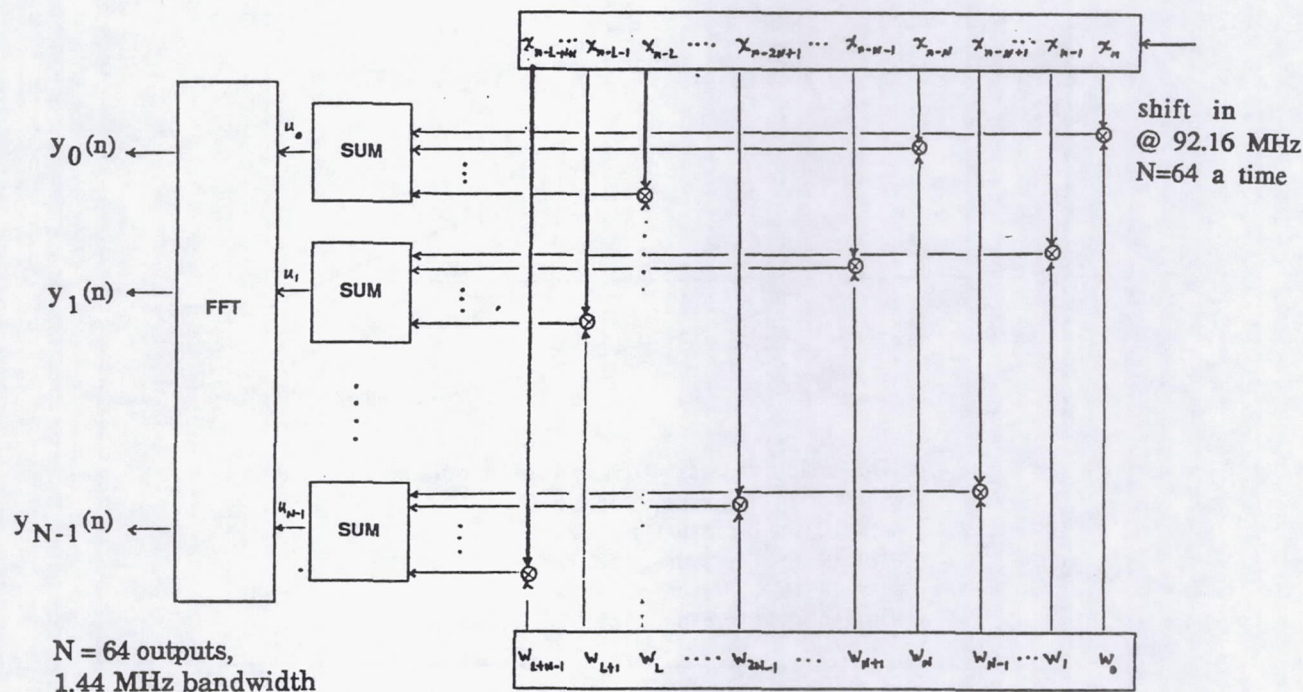 x_{n-L-N+1} ... x_{n-L-1} x_{n-L} ..... x_{n-2N+1} ... x_{n-N-1} x_{n-N} x_{n-N+1} ... x_{n-1} x_n
shift in
@ 92.16 MHz
N=64 a time
y_0(n)
u_0
SUM
y_1(n)
FFT
u_1
SUM
y_{N-1}(n)
u_{N-1}
SUM
N = 64 outputs,
1.44 MHz bandwidth
W_{L+N-1} W_{L+1} W_L ..... W_{2N-1} ... W_{N+1} W_N W_{N-1} ... W_1 W_0